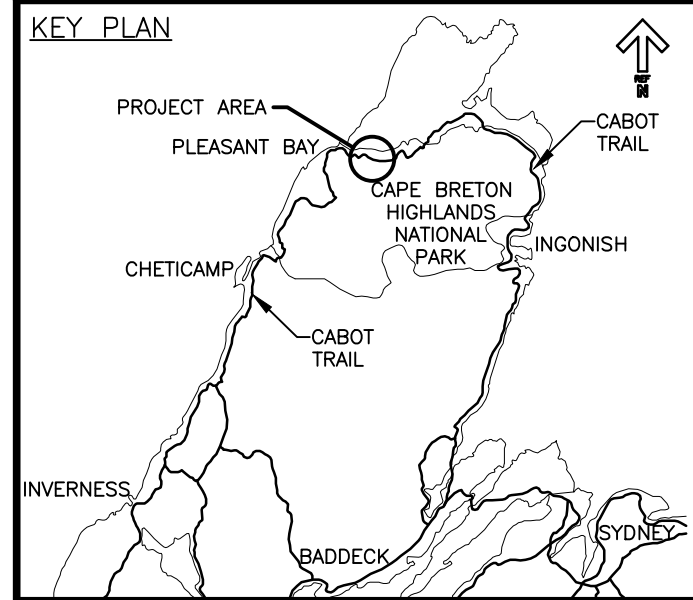 KEY PLAN
REF
N
PROJECT AREA
PLEASANT BAY
CABOT
TRAIL
CAPE BRETON
HIGHLANDS
NATIONAL
PARK
INGONISH
CHETICAMP
CABOT
TRAIL
INVERNESS
BADDECK
SYDNEY